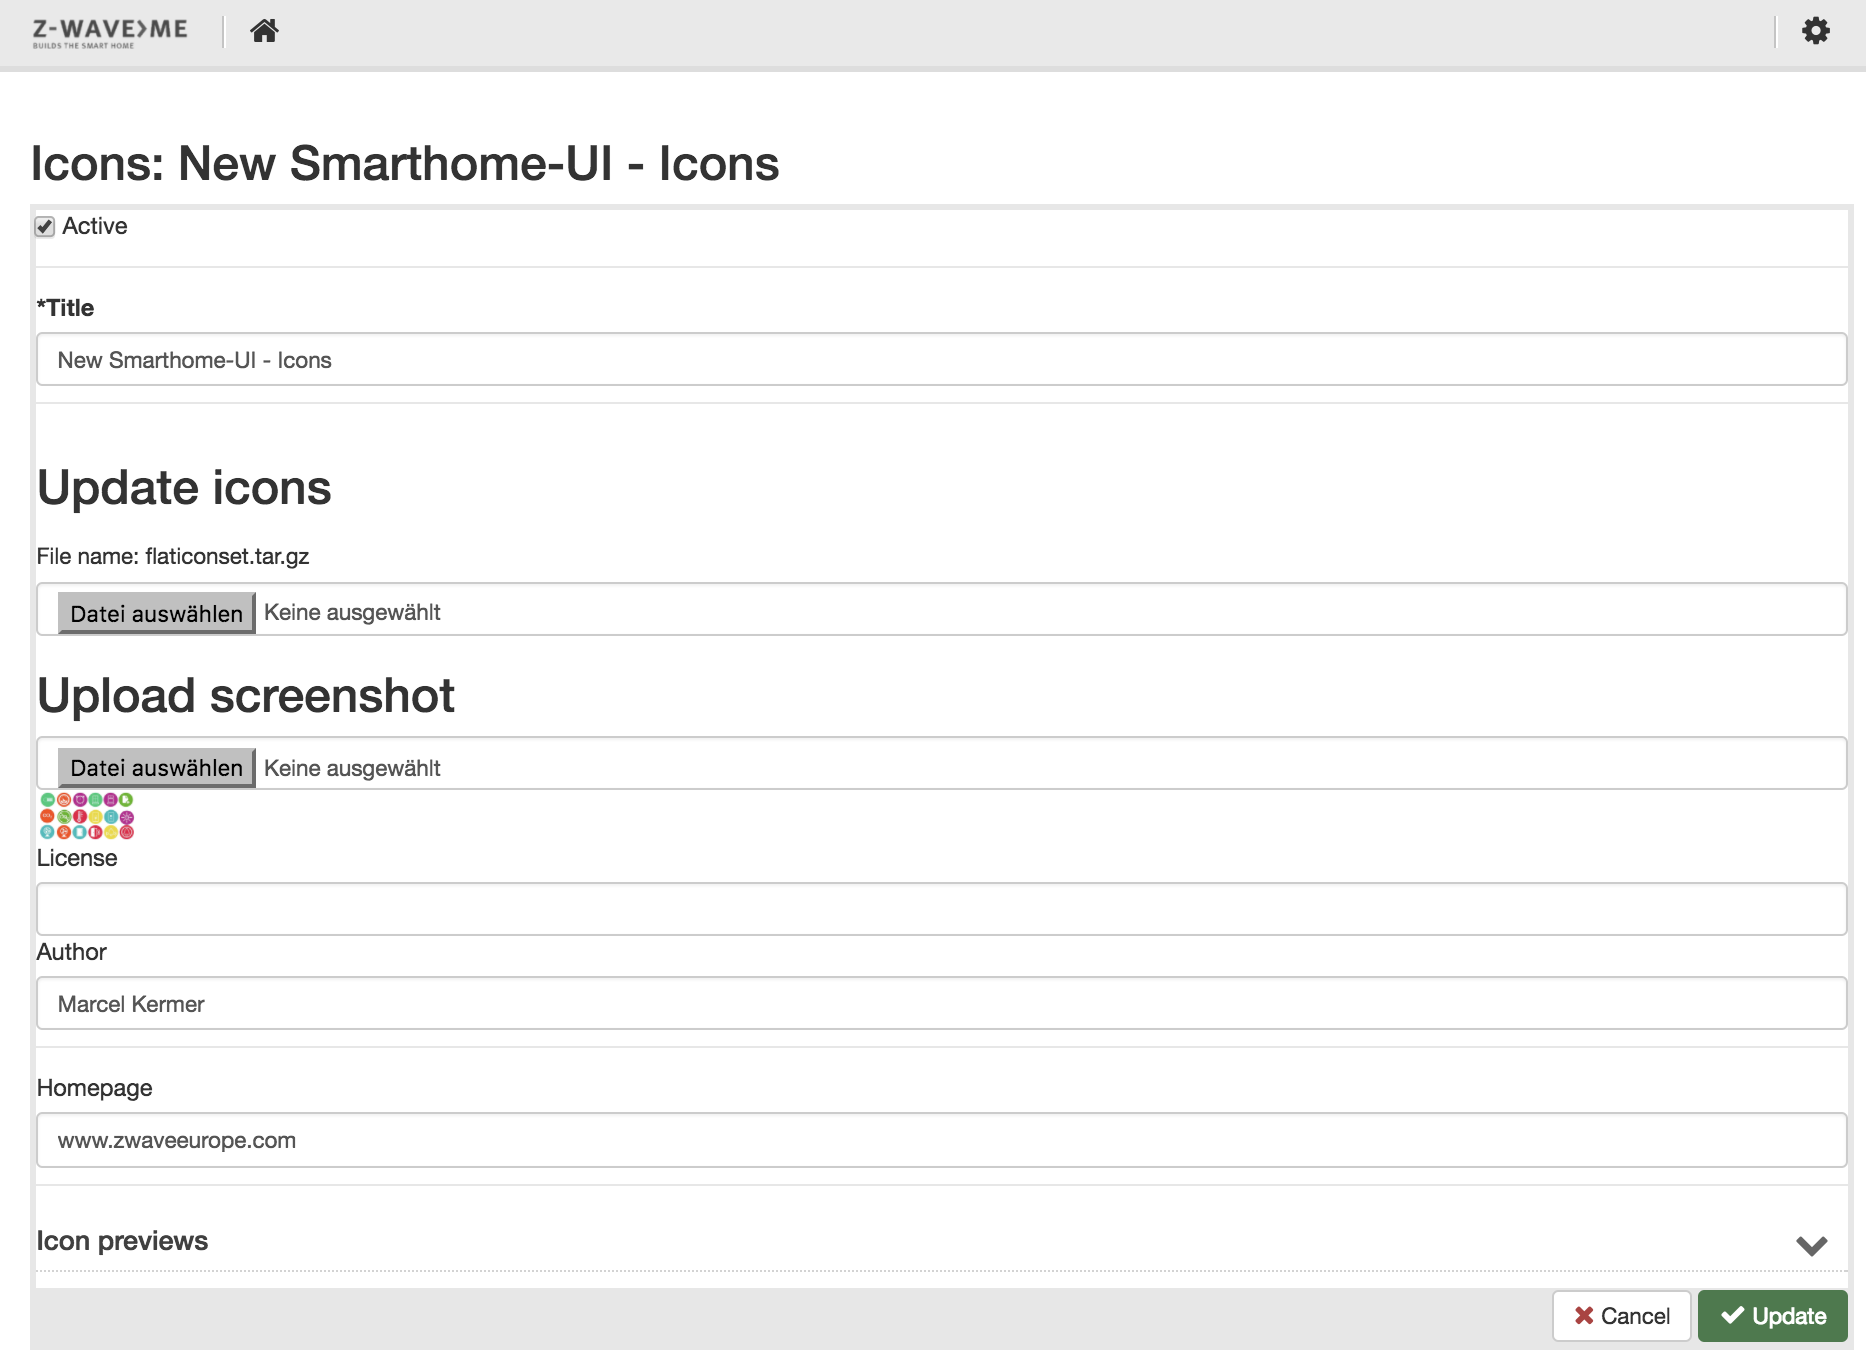 Z-WAVE>ME
BUILDS THE SMART HOME
Icons: New Smarthome-UI - Icons
Active
*Title
New Smarthome-UI - Icons
Update icons
File name: flaticonset.tar.gz
Datei auswählen Keine ausgewählt
Upload screenshot
Datei auswählen Keine ausgewählt
License
Author
Marcel Kermer
Homepage
www.zwaveeurope.com
Icon previews
Cancel Update